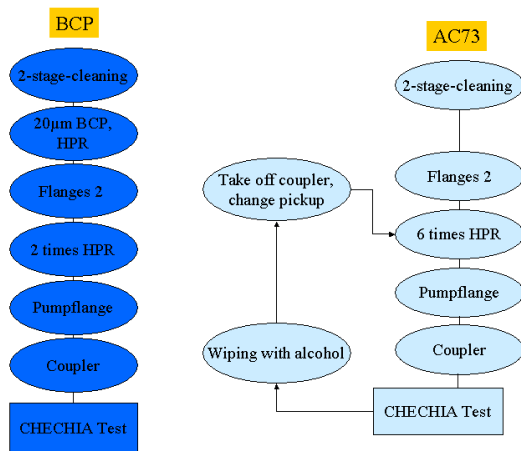 BCP
2-stage-cleaning
20µm BCP,
HPR
Flanges 2
2 times HPR
Pumpflange
Coupler
CHECHIA Test
Take off coupler,
change pickup
Wiping with alcohol
AC73
2-stage-cleaning
Flanges 2
6 times HPR
Pumpflange
Coupler
CHECHIA Test